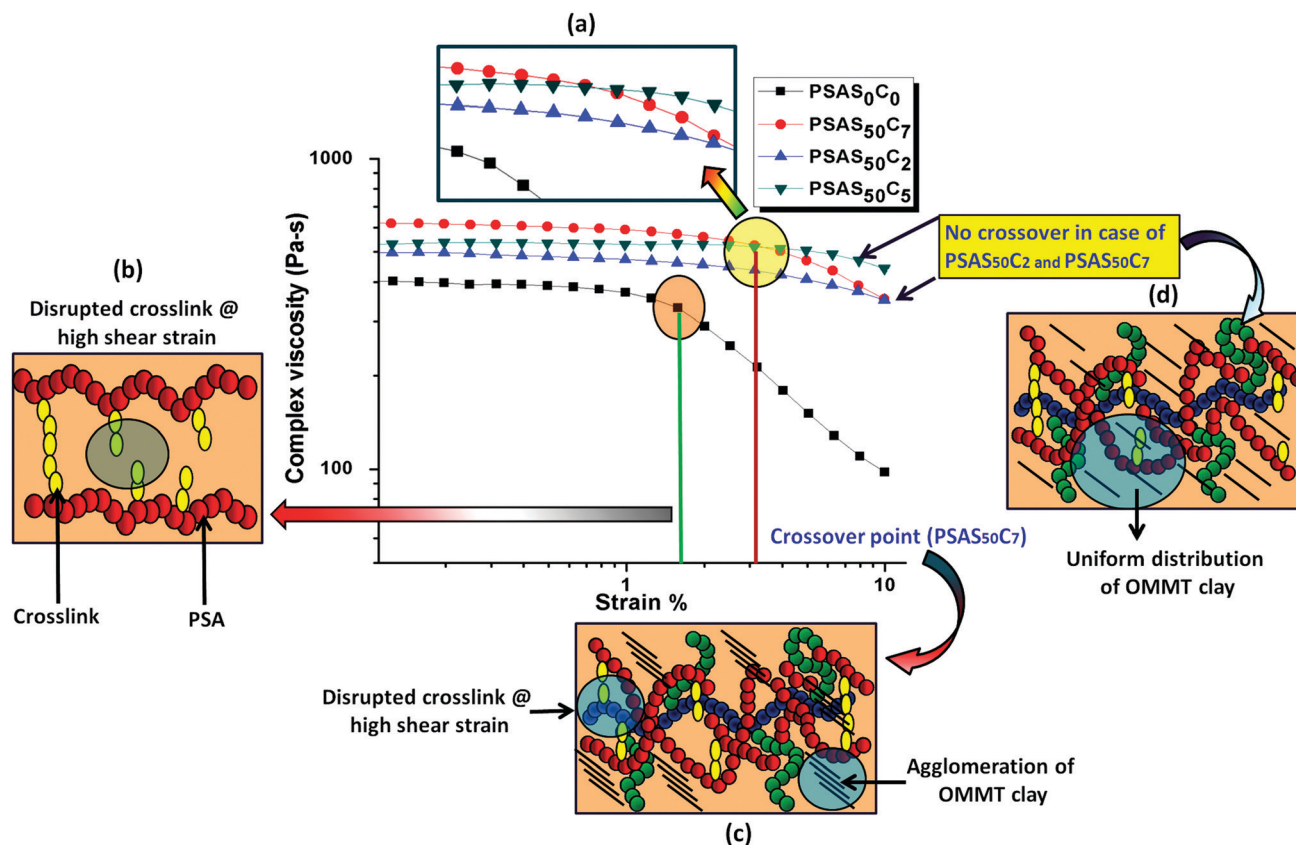 (a)
PSAS0C0
PSAS50C7
PSAS50C2
PSAS50C5
1000
100
Complex viscosity (Pa-s)
1
10
Strain %
No crossover in case of
PSAS50C2 and PSAS50C7
(b)
Disrupted crosslink @
high shear strain
Crosslink
PSA
(d)
Uniform distribution
of OMMT clay
Crossover point (PSAS50C7)
Disrupted crosslink @
high shear strain
Agglomeration of
OMMT clay
(c)